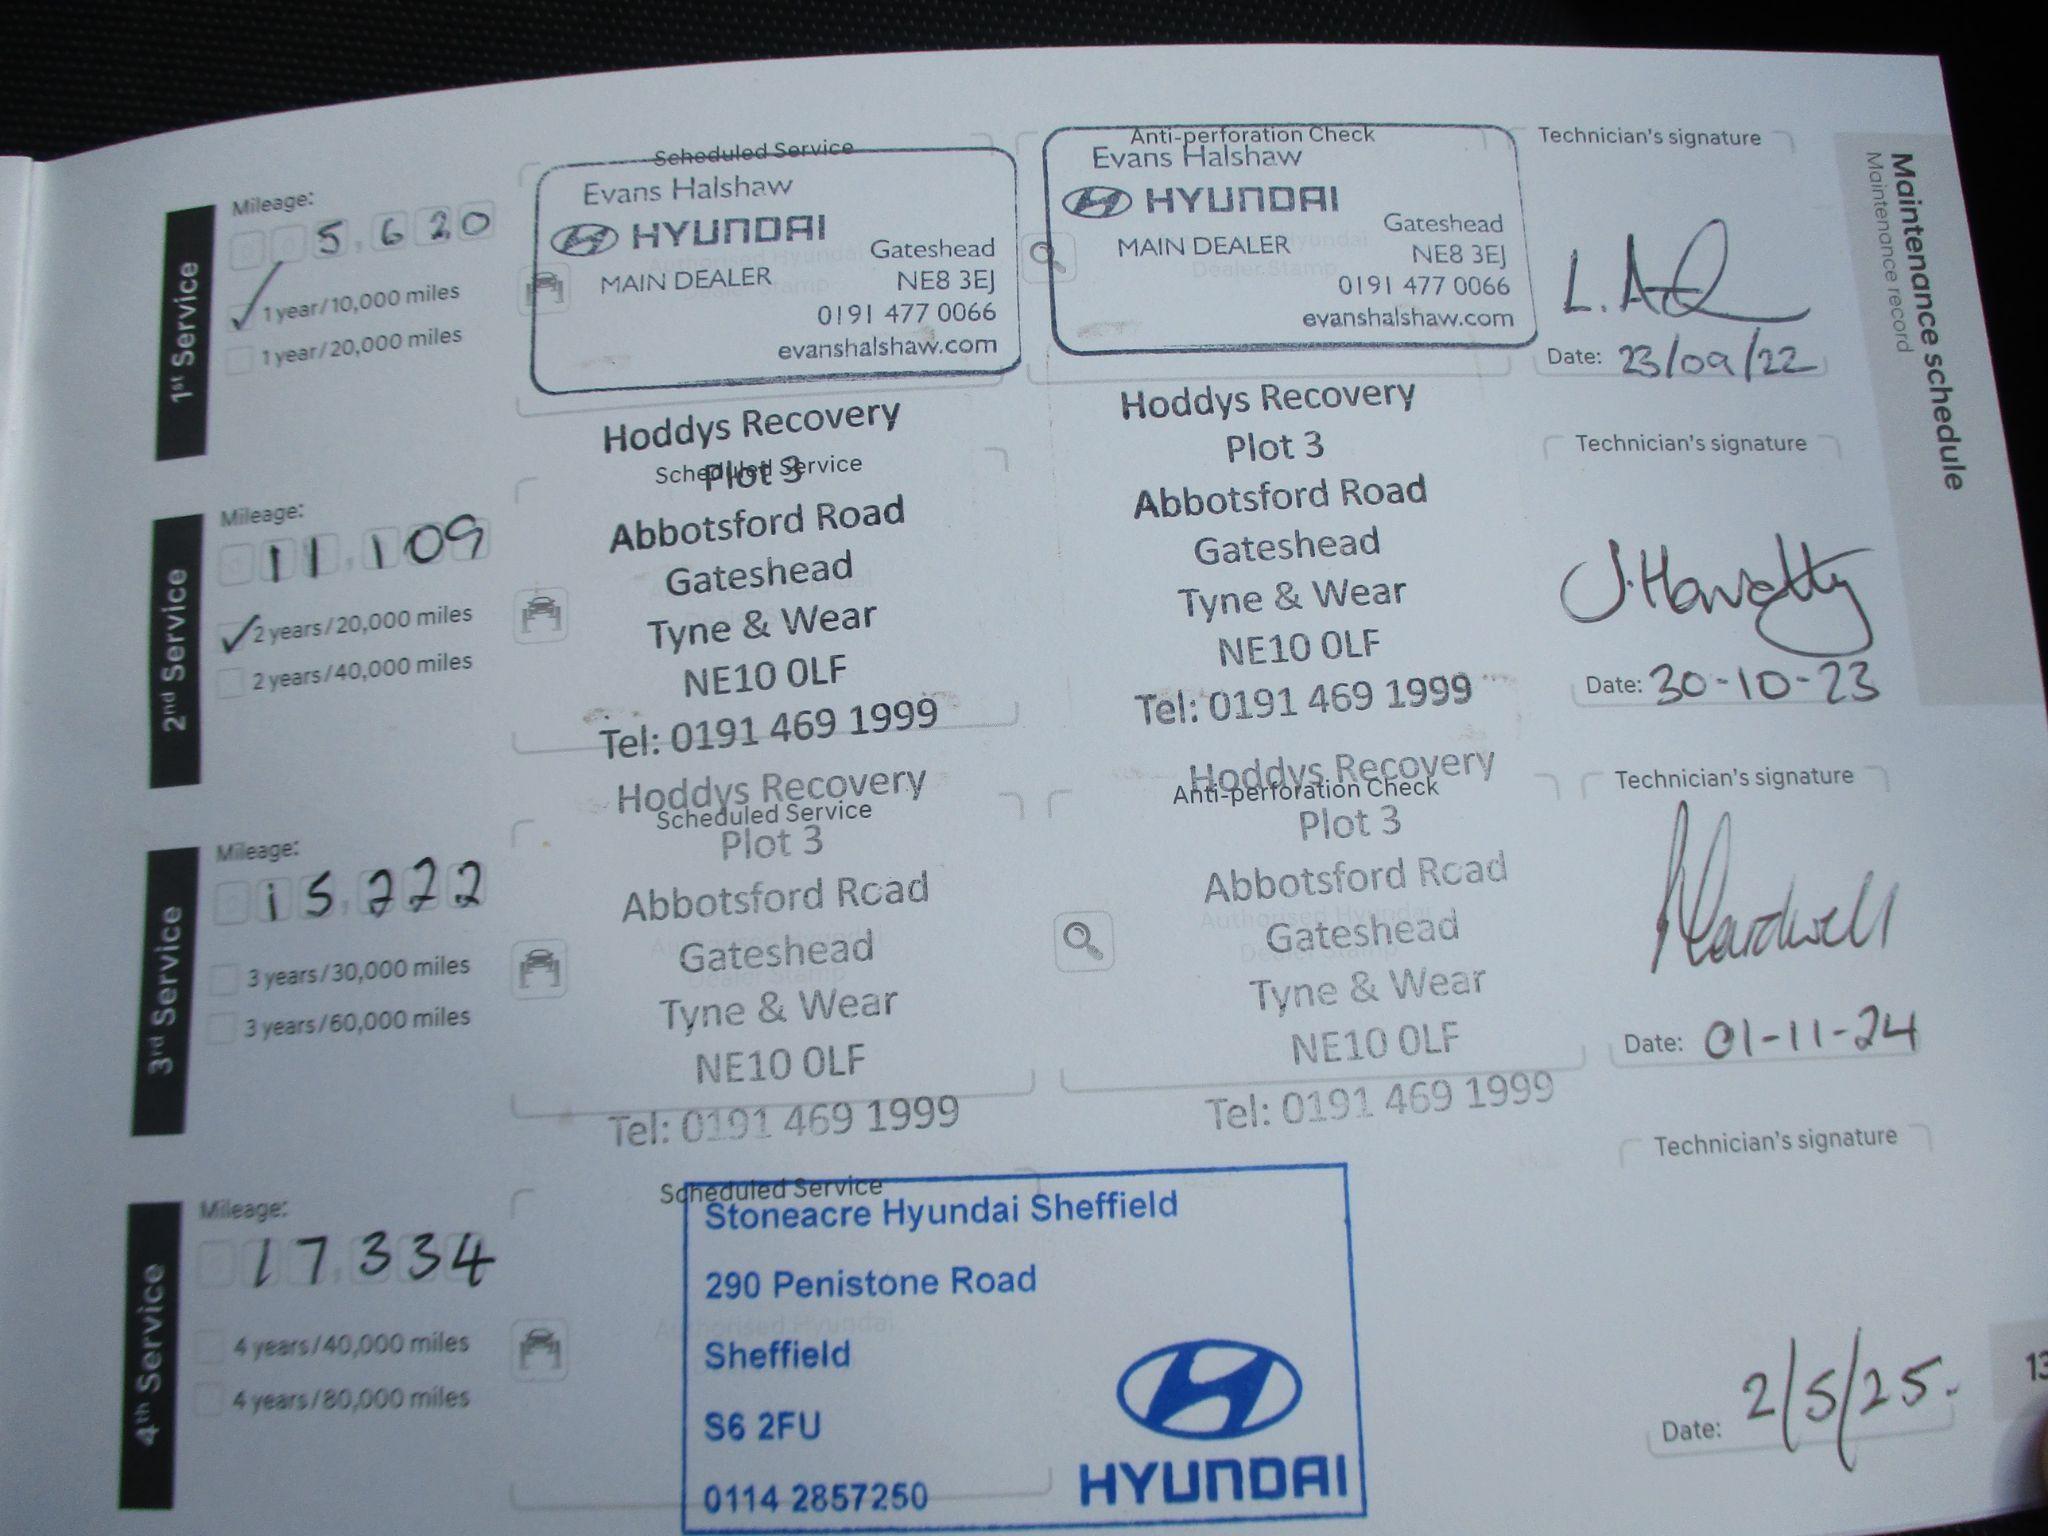 Maintenance schedule
Maintenance record
1st Service
Mileage:
5,620
✓ 1 year/10,000 miles
1 year/20,000 miles
Scheduled Service
Evans Halshaw
HYUNDAI
MAIN DEALER
Gateshead
NE8 3EJ
0191 477 0066
evanshalshaw.com
Anti-perforation Check
Evans Halshaw
HYUNDAI
MAIN DEALER
Gateshead
NE8 3EJ
0191 477 0066
evanshalshaw.com
Technician's signature
Date: 23/09/22
2nd Service
Mileage:
11,109
✓ 2 years/20,000 miles
2 years/40,000 miles
Scheduled Service
Hoddys Recovery
Plot 3
Abbotsford Road
Gateshead
Tyne & Wear
NE10 0LF
Tel: 0191 469 1999
Hoddys Recovery
Plot 3
Abbotsford Road
Gateshead
Tyne & Wear
NE10 0LF
Tel: 0191 469 1999
Technician's signature
Date: 30-10-23
3rd Service
Mileage:
15,222
3 years/30,000 miles
3 years/60,000 miles
Scheduled Service
Hoddys Recovery
Plot 3
Abbotsford Road
Gateshead
Tyne & Wear
NE10 0LF
Tel: 0191 469 1999
Anti-perforation Check
Authorised Hyundai
Dealer Stamp
Hoddys Recovery
Plot 3
Abbotsford Road
Gateshead
Tyne & Wear
NE10 0LF
Tel: 0191 469 1999
Technician's signature
Date: 01-11-24
4th Service
Mileage:
17,334
4 years/40,000 miles
4 years/80,000 miles
Scheduled Service
Authorised Hyundai
Stoneacre Hyundai Sheffield
290 Penistone Road
Sheffield
S6 2FU
0114 2857250
HYUNDAI
Technician's signature
Date: 2/5/25.
13